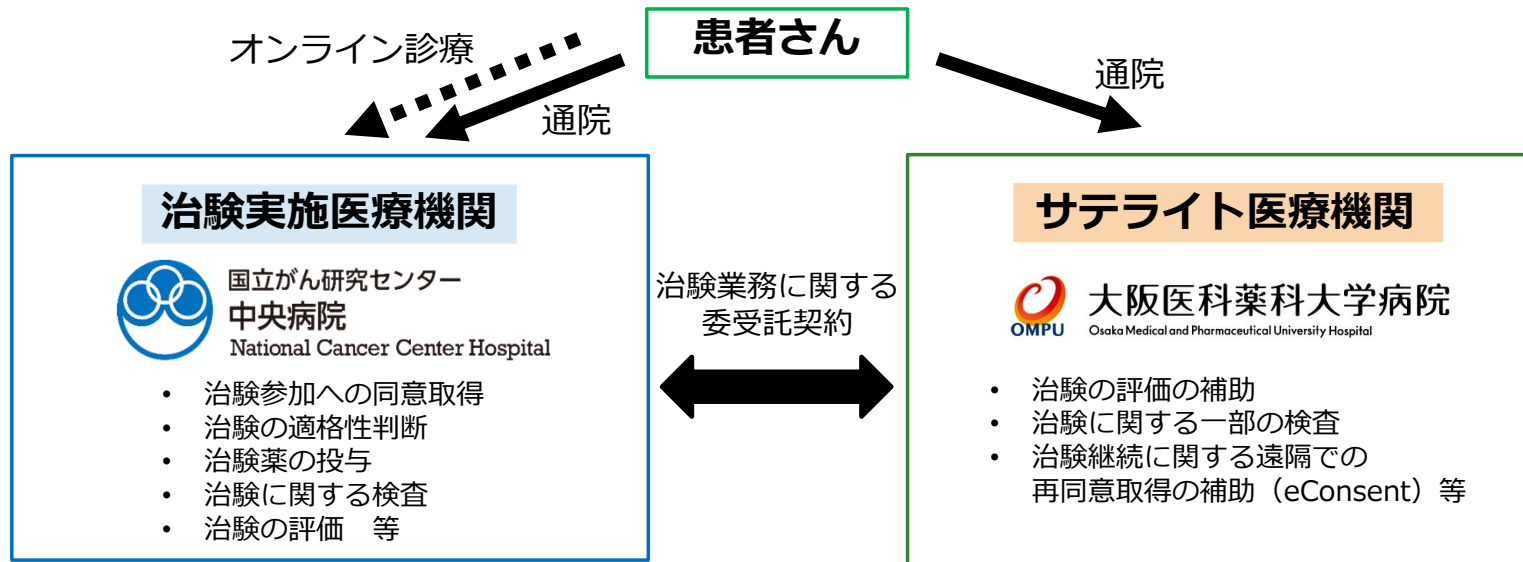 患者さん
オンライン診療
通院
通院
治験実施医療機関
国立がん研究センター
中央病院
National Cancer Center Hospital
• 治験参加への同意取得
• 治験の適格性判断
• 治験薬の投与
• 治験に関する検査
• 治験の評価　等
治験業務に関する
委受託契約
サテライト医療機関
OMPU
大阪医科薬科大学病院
Osaka Medical and Pharmaceutical University Hospital
• 治験の評価の補助
• 治験に関する一部の検査
• 治験継続に関する遠隔での
再同意取得の補助（eConsent）等